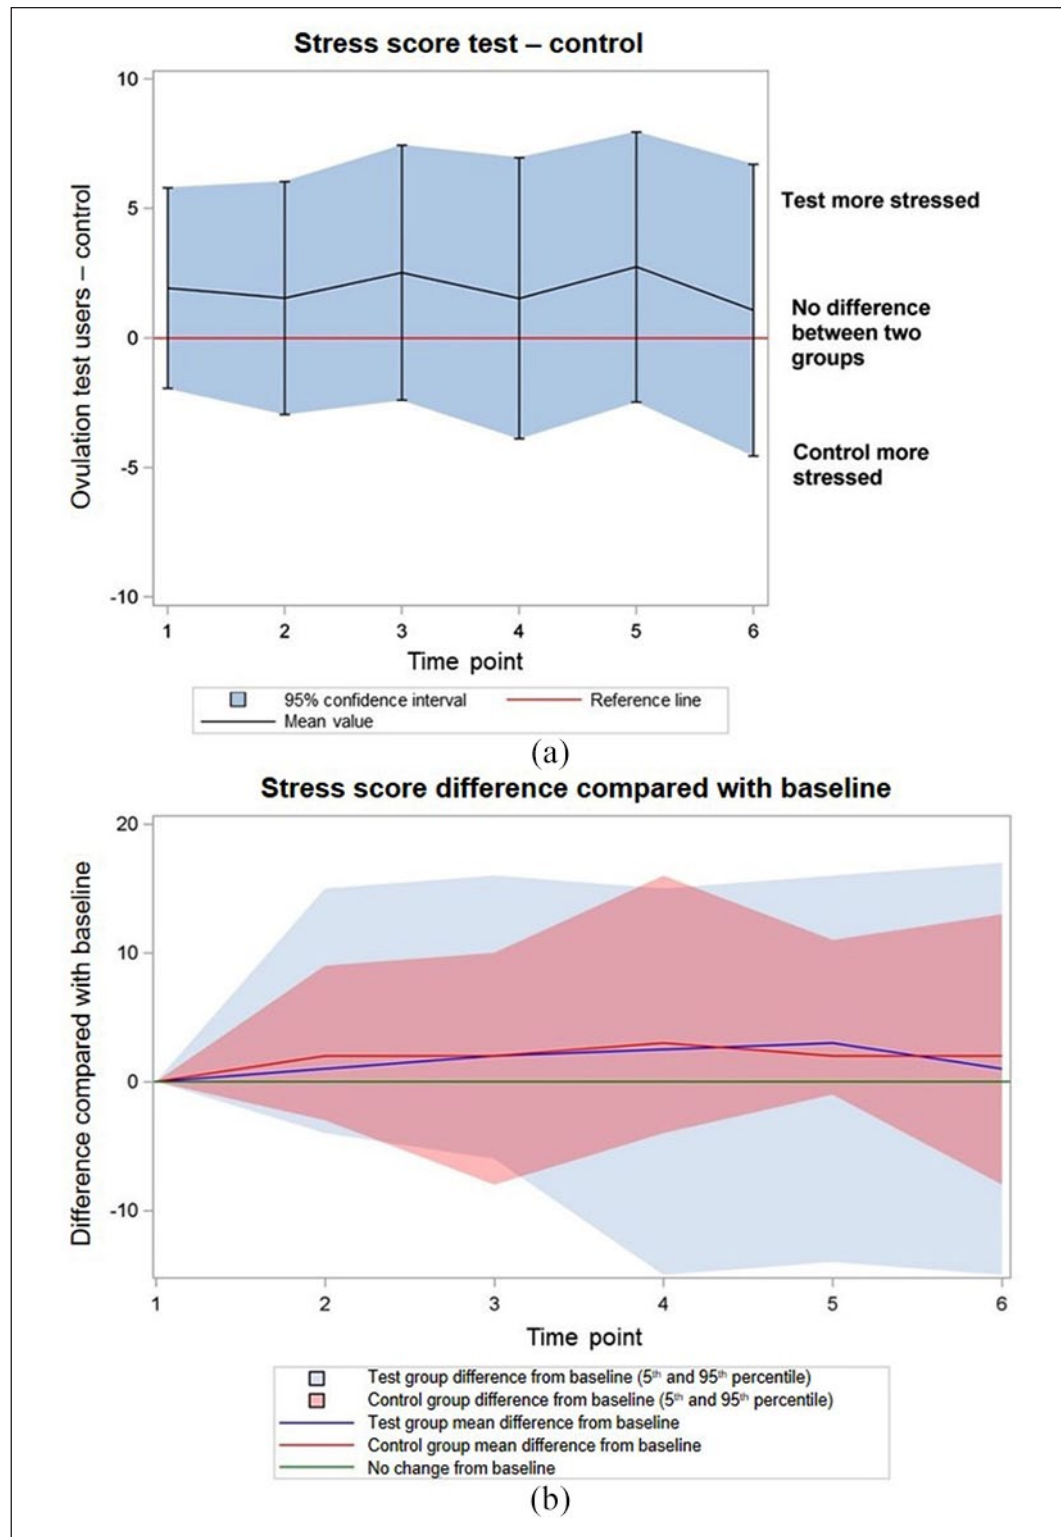 Stress score test – control
10
5
0
-5
-10
Ovulation test users – control
Test more stressed
No difference
between two
groups
Control more
stressed
1 2 3 4 5 6
Time point
95% confidence interval Reference line
Mean value
(a)
Stress score difference compared with baseline
20
10
0
-10
Difference compared with baseline
1 2 3 4 5 6
Time point
Test group difference from baseline (5th and 95th percentile)
Control group difference from baseline (5th and 95th percentile)
Test group mean difference from baseline
Control group mean difference from baseline
No change from baseline
(b)